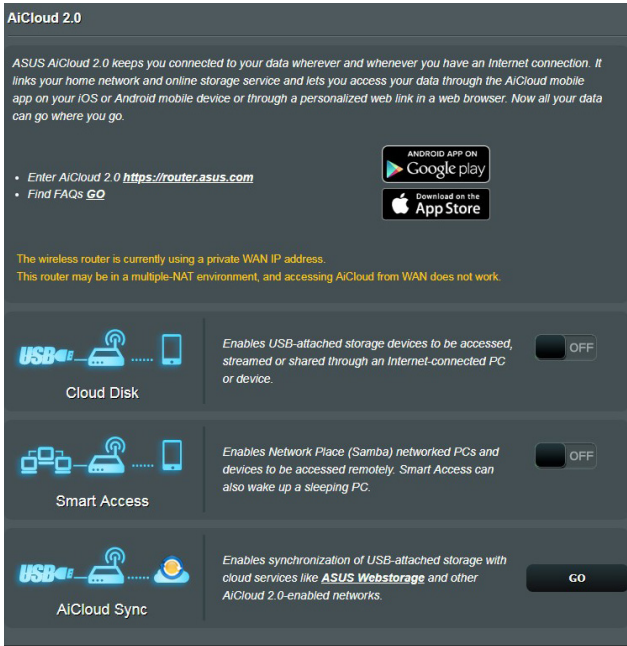 AiCloud 2.0
ASUS AiCloud 2.0 keeps you connected to your data wherever and whenever you have an Internet connection. It
links your home network and online storage service and lets you access your data through the AiCloud mobile
app on your iOS or Android mobile device or through a personalized web link in a web browser. Now all your data
can go where you go.
• Enter AiCloud 2.0 https://router.asus.com
• Find FAQs GO
ANDROID APP ON
Google play
Download on the
App Store
The wireless router is currently using a private WAN IP address.
This router may be in a multiple-NAT environment, and accessing AiCloud from WAN does not work.
USB
Cloud Disk
Enables USB-attached storage devices to be accessed,
streamed or shared through an Internet-connected PC
or device.
OFF
Smart Access
Enables Network Place (Samba) networked PCs and
devices to be accessed remotely. Smart Access can
also wake up a sleeping PC.
OFF
USB
AiCloud Sync
Enables synchronization of USB-attached storage with
cloud services like ASUS Webstorage and other
AiCloud 2.0-enabled networks.
GO